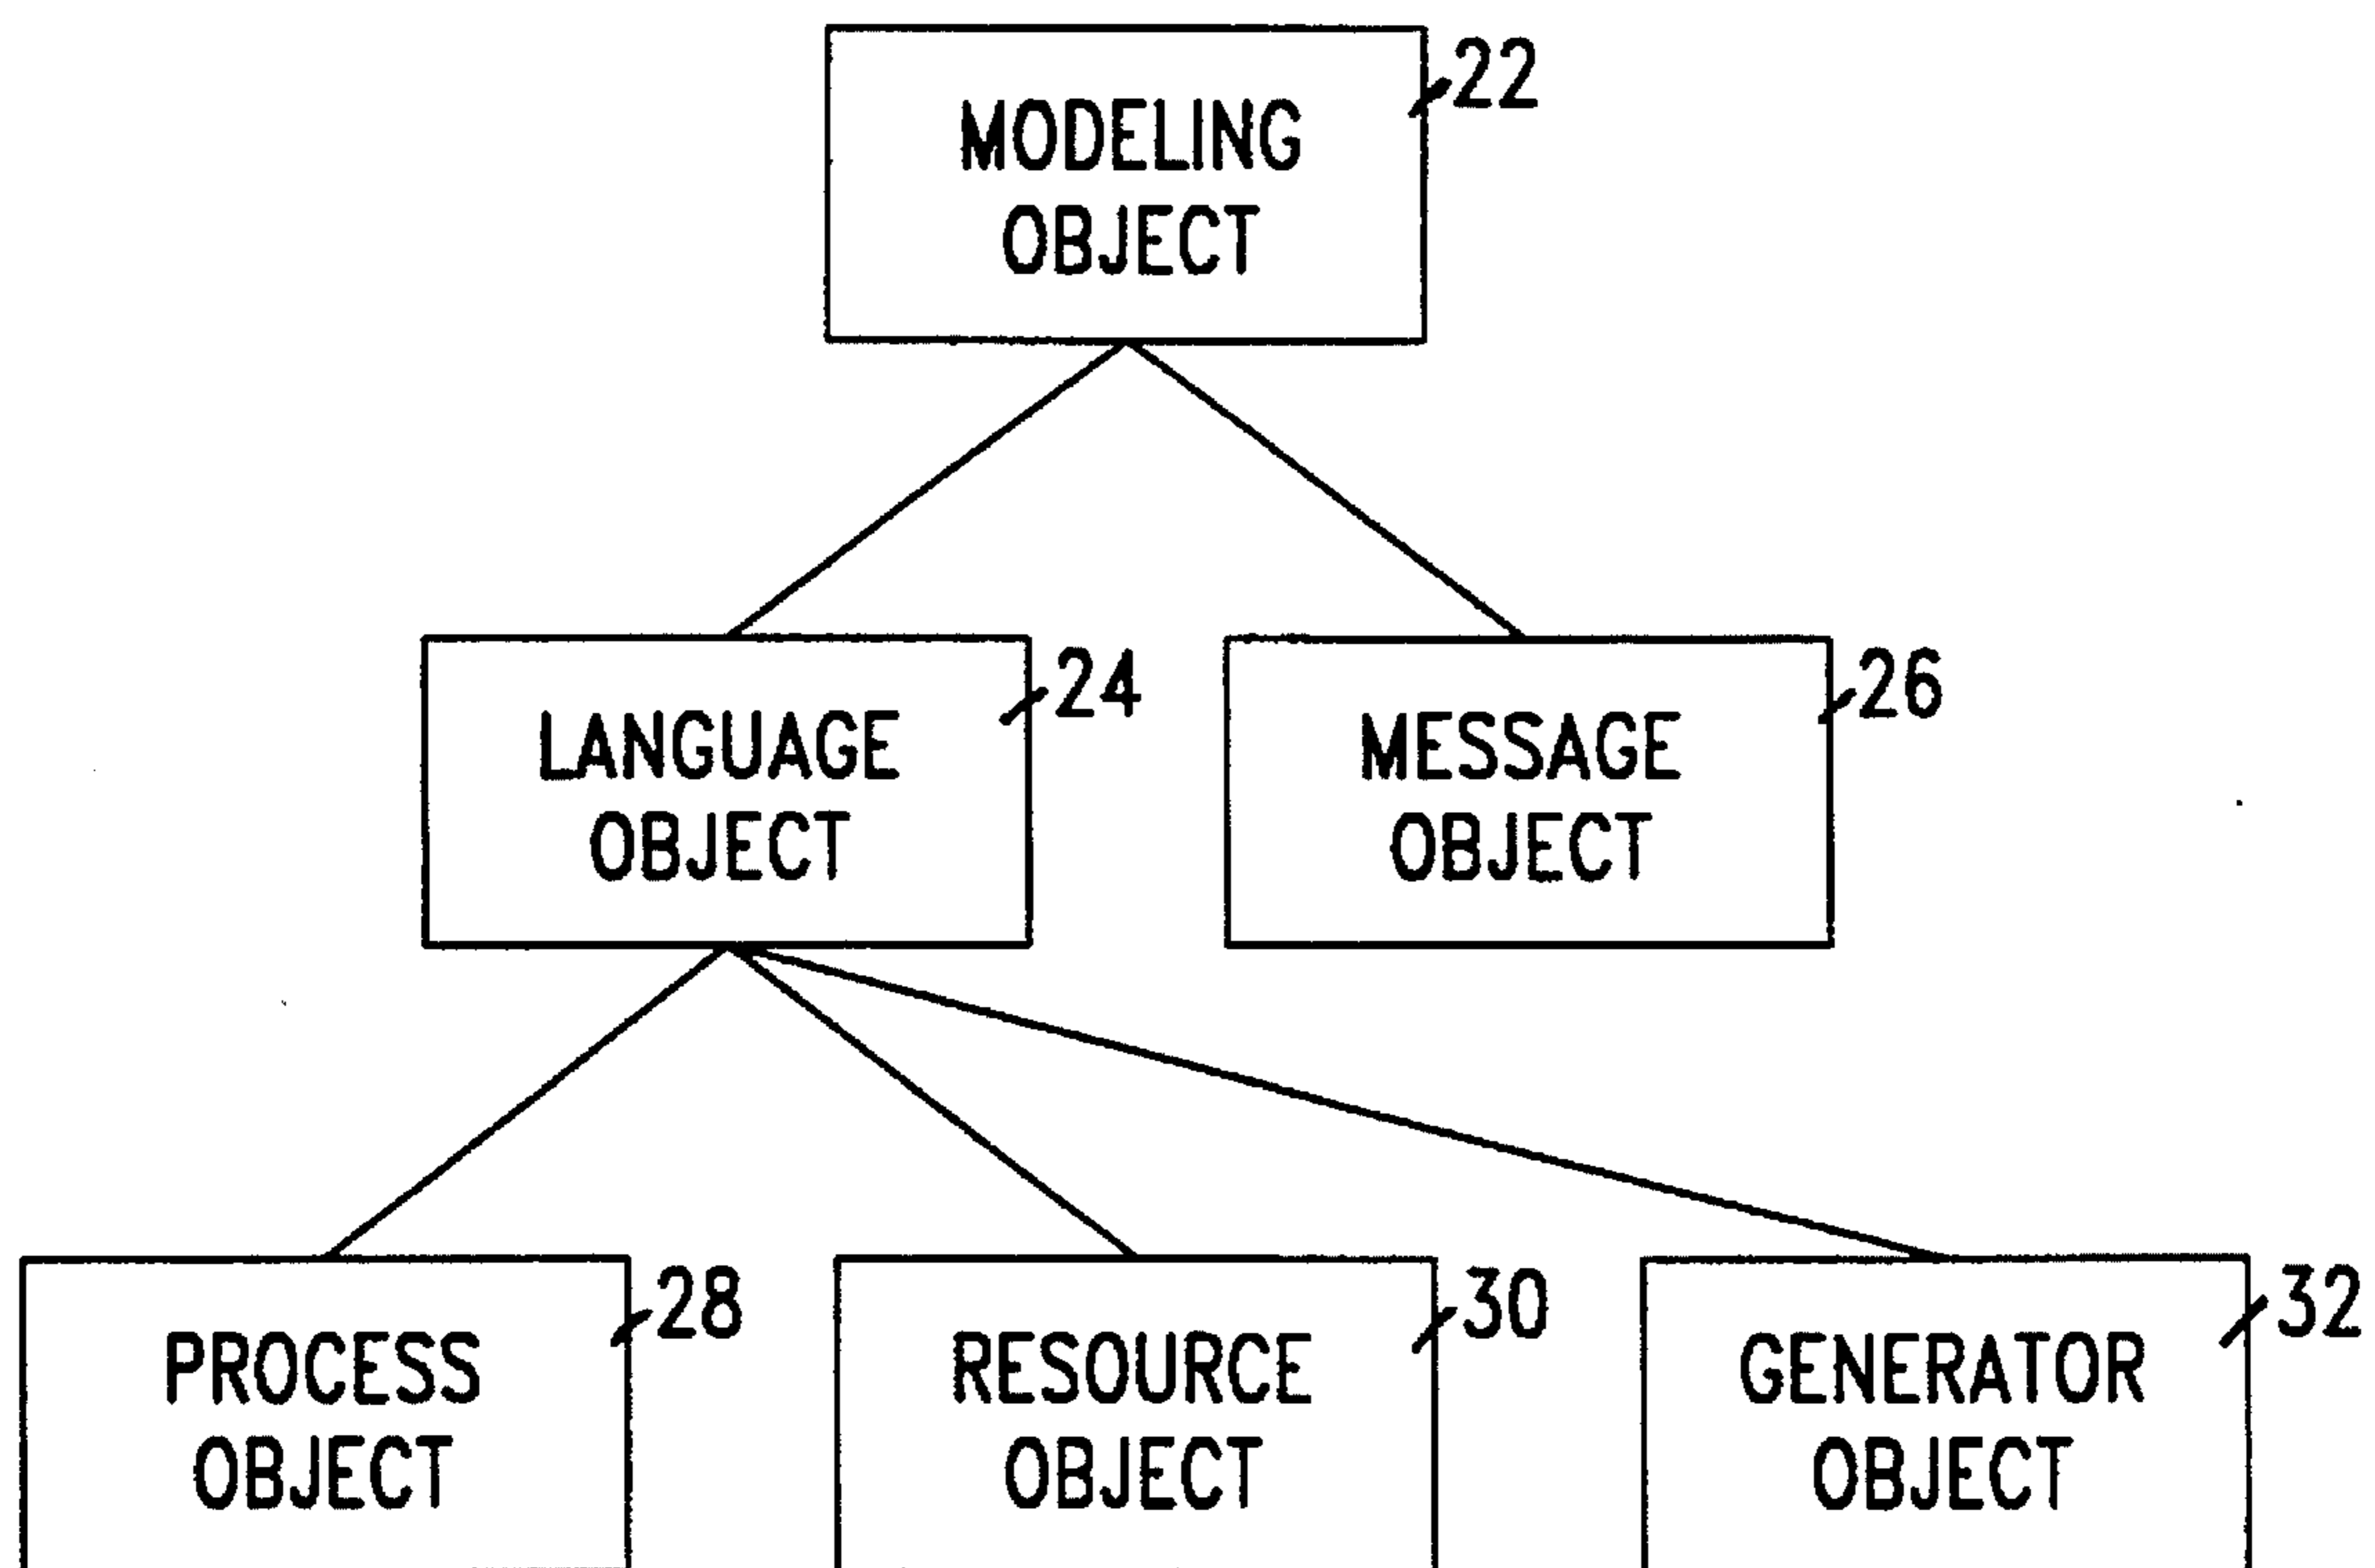 MODELING
OBJECT
22
LANGUAGE
OBJECT
24
MESSAGE
OBJECT
26
PROCESS
OBJECT
28
RESOURCE
OBJECT
30
GENERATOR
OBJECT
32